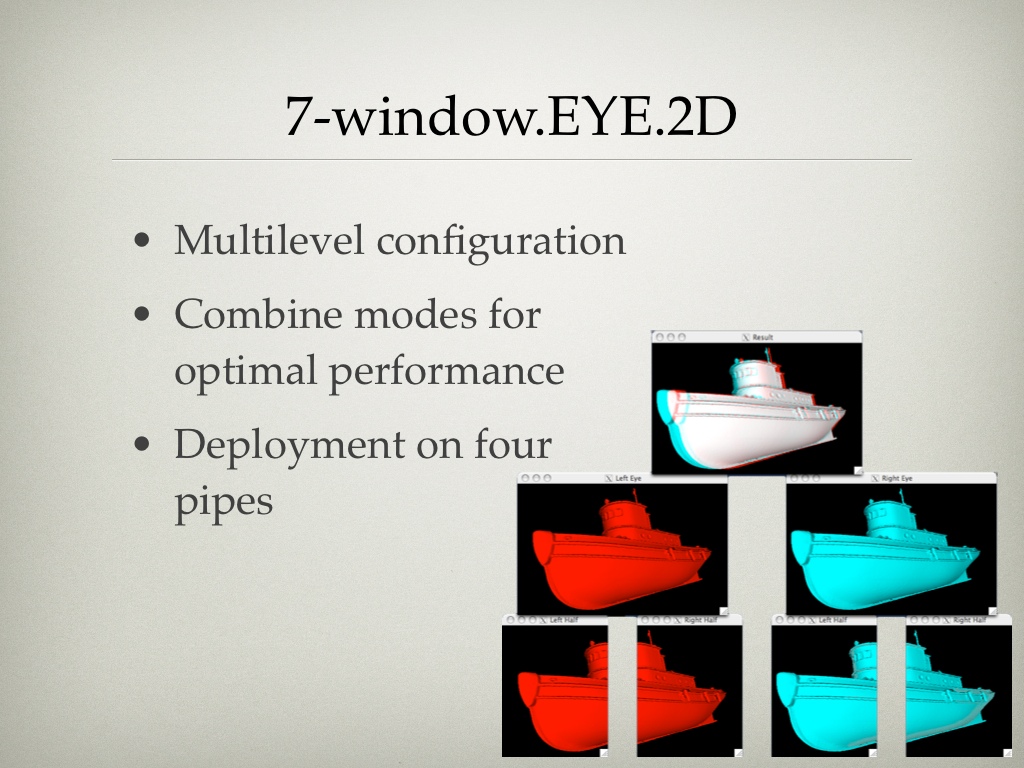 7-window.EYE.2D
• Multilevel configuration
• Combine modes for
optimal performance
• Deployment on four
pipes
Result
Left Eye
Right Eye
Left Half
Right Half
Left Half
Right Half